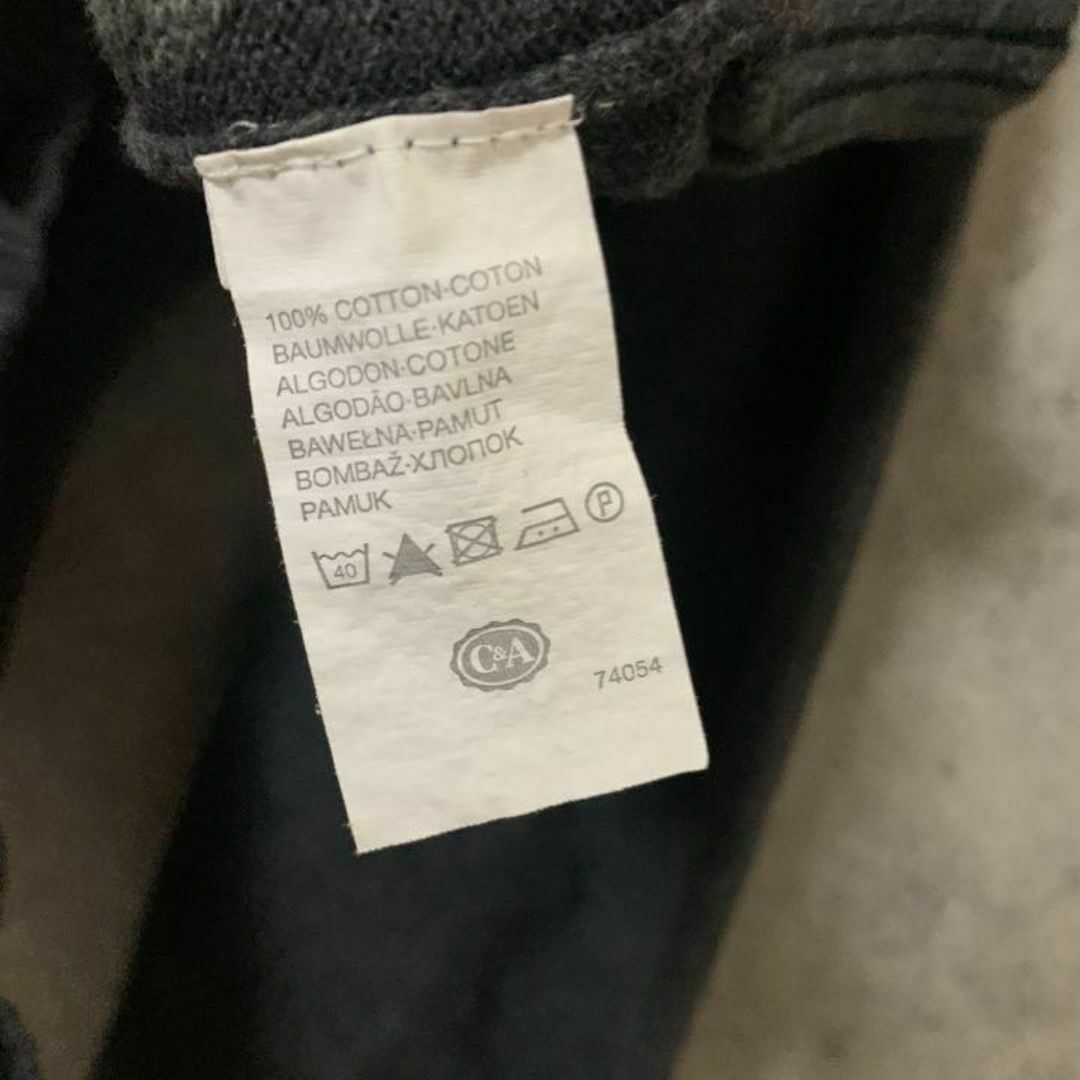 100% COTTON·COTON
BAUMWOLLE·KATOEN
ALGODON·COTONE
ALGODÃO·BAVLNA
BAWEŁNA·PAMUT
BOMBAŽ·ХЛОПОК
PAMUK
40 P
C&A
74054